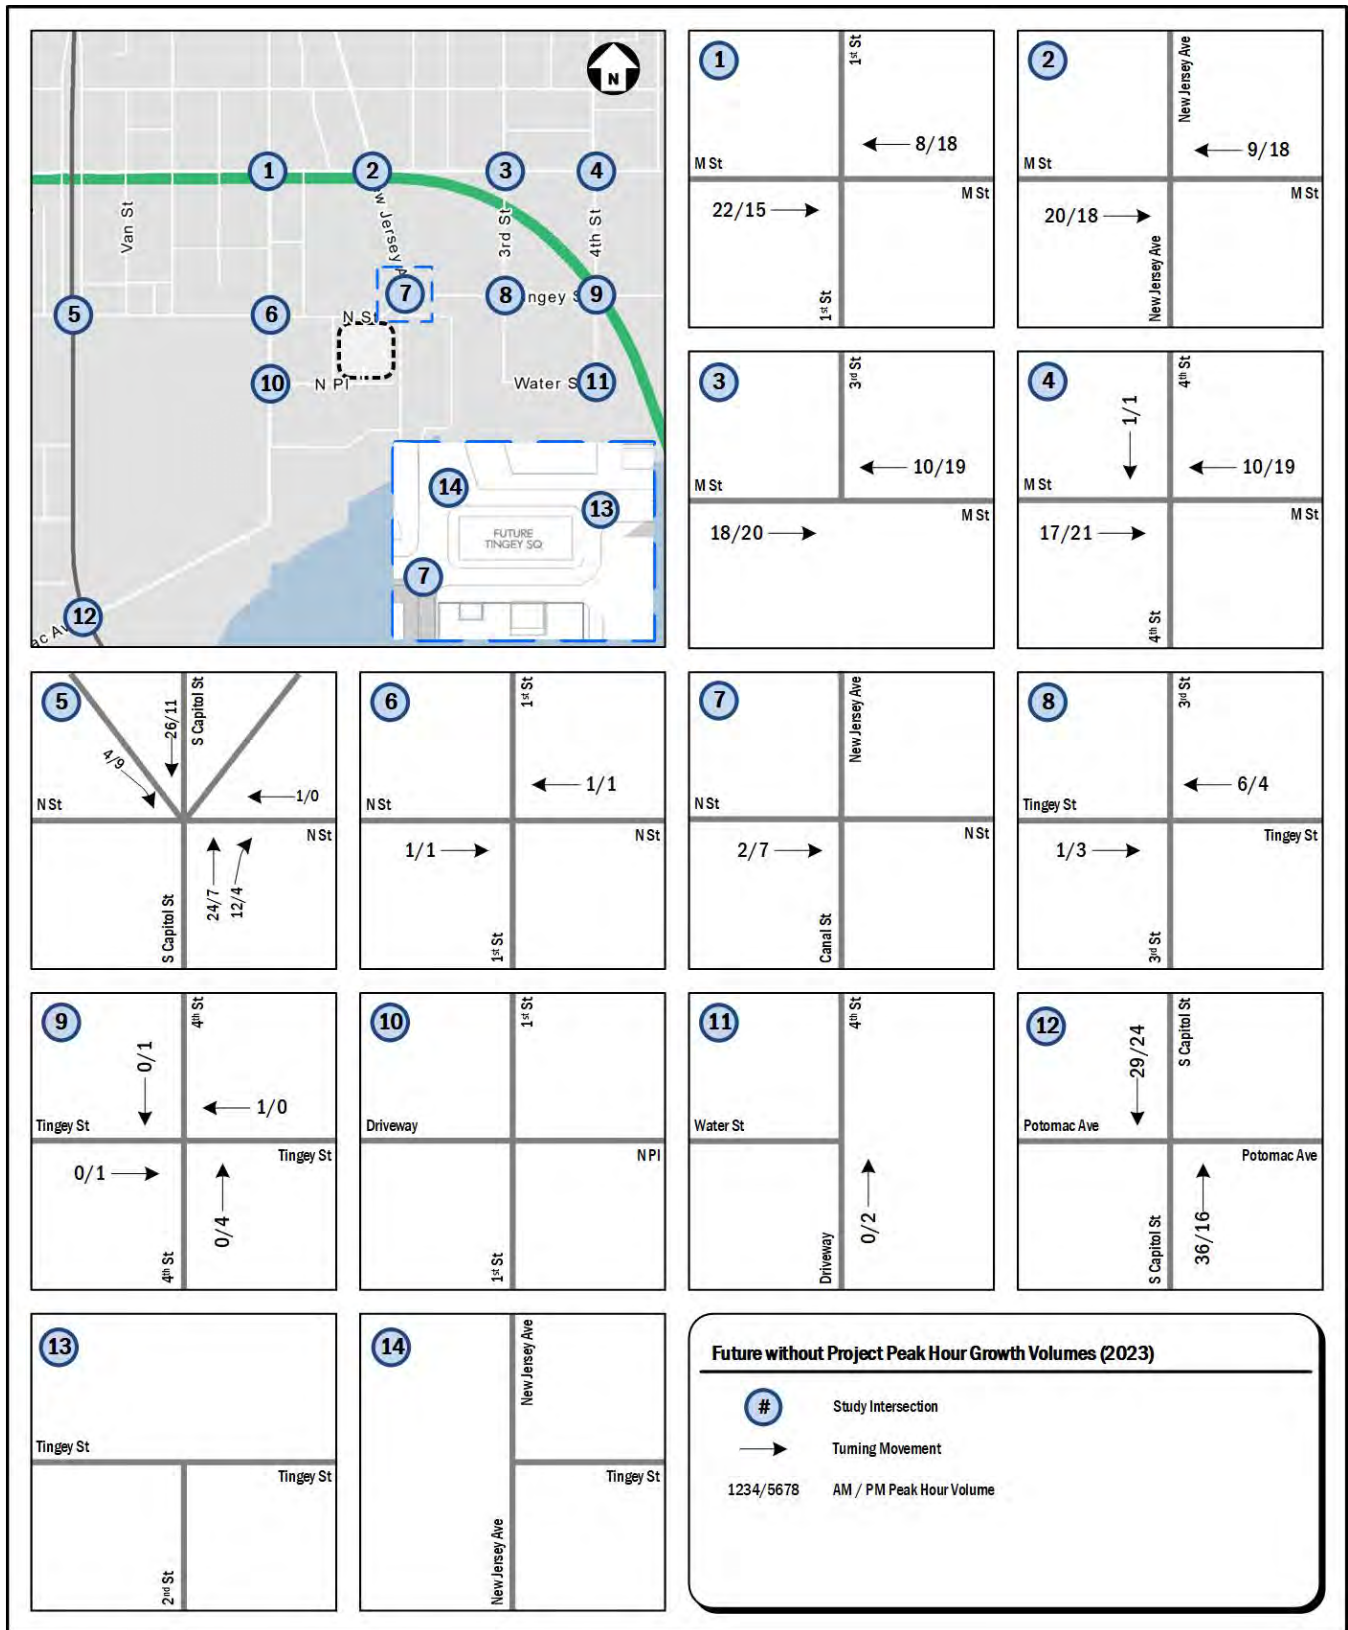 N
1
2
3
4
Van St
w Jersey A
3rd St
4th St
5
6
7
8
ngey S
9
N St
10
N Pl
Water S
11
14
13
FUTURE
TINGEY SQ
7
12
ac Av
1
1st St
8/18
M St
M St
22/15
1st St
2
New Jersey Ave
9/18
M St
M St
20/18
New Jersey Ave
3
3rd St
10/19
M St
M St
18/20
4
4th St
1/1
10/19
M St
M St
17/21
4th St
5
S Capitol St
26/11
4/9
1/0
N St
N St
24/7
12/4
S Capitol St
6
1st St
1/1
N St
N St
1/1
1st St
7
New Jersey Ave
N St
N St
2/7
Canal St
8
3rd St
6/4
Tingey St
Tingey St
1/3
3rd St
9
4th St
0/1
1/0
Tingey St
Tingey St
0/1
0/4
4th St
10
1st St
Driveway
N Pl
1st St
11
4th St
Water St
0/2
Driveway
12
S Capitol St
29/24
Potomac Ave
Potomac Ave
36/16
S Capitol St
13
Tingey St
Tingey St
2nd St
14
New Jersey Ave
Tingey St
New Jersey Ave
Future without Project Peak Hour Growth Volumes (2023)
# Study Intersection
Turning Movement
1234/5678 AM / PM Peak Hour Volume